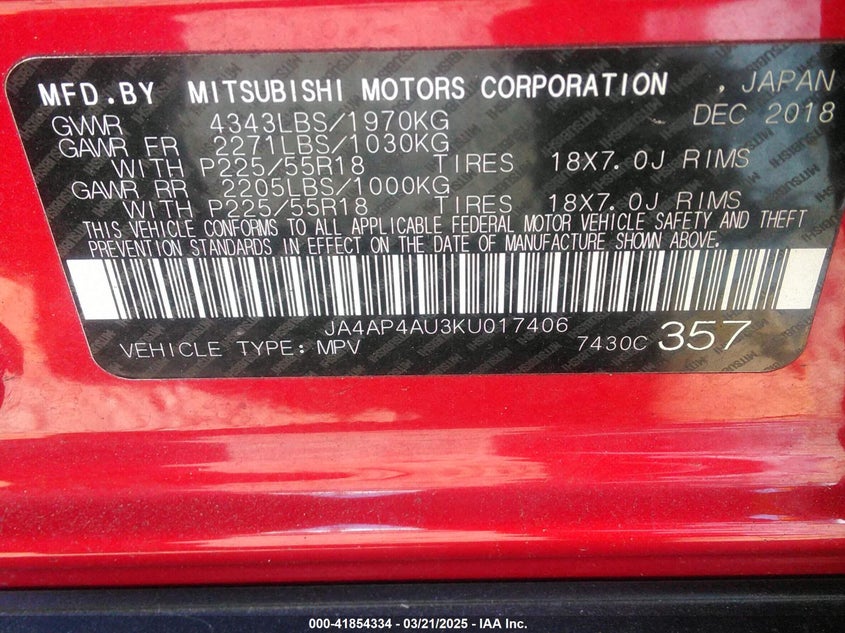 MFD.BY MITSUBISHI MOTORS CORPORATION , JAPAN
GVWR 4343LBS/1970KG DEC 2018
GAWR FR 2271LBS/1030KG
WITH P225/55R18 TIRES 18X7.0J RIMS
GAWR, RR 2205LBS/1000KG
WITH P225/55R18 TIRES 18X7.0J RIMS
THIS VEHICLE CONFORMS TO ALL APPLICABLE FEDERAL MOTOR VEHICLE SAFETY AND THEFT
PREVENTION STANDARDS IN EFFECT ON THE DATE OF MANUFACTURE SHOWN ABOVE.
JA4AP4AU3KU017406
VEHICLE TYPE: MPV 7430C 357
000-41854334 — 03/21/2025 — IAA Inc.